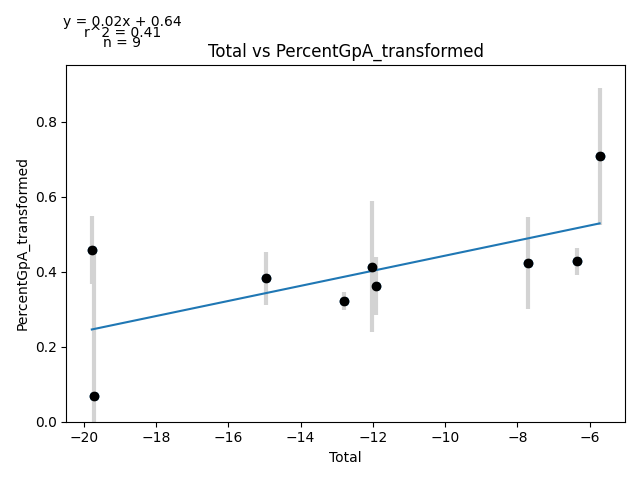 y = 0.02x + 0.64
r^2 = 0.41
n = 9
Total vs PercentGpA_transformed
PercentGpA_transformed
0.8
0.6
0.4
0.2
0.0
−20
−18
−16
−14
−12
−10
−8
−6
Total